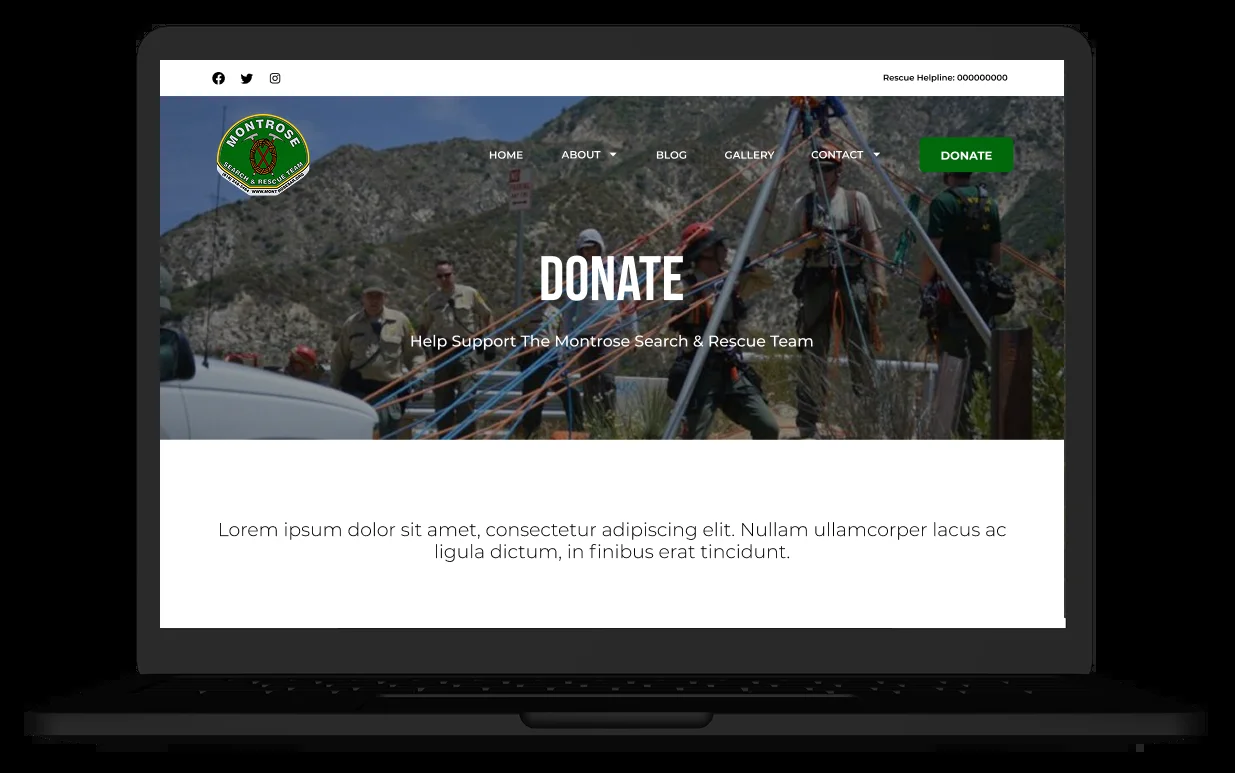 Rescue Helpline: 000000000
MONTROSE
SEARCH & RESCUE TEAM
HOME
ABOUT
BLOG
GALLERY
CONTACT
DONATE
DONATE
Help Support The Montrose Search & Rescue Team
Lorem ipsum dolor sit amet, consectetur adipiscing elit. Nullam ullamcorper lacus ac
ligula dictum, in finibus erat tincidunt.